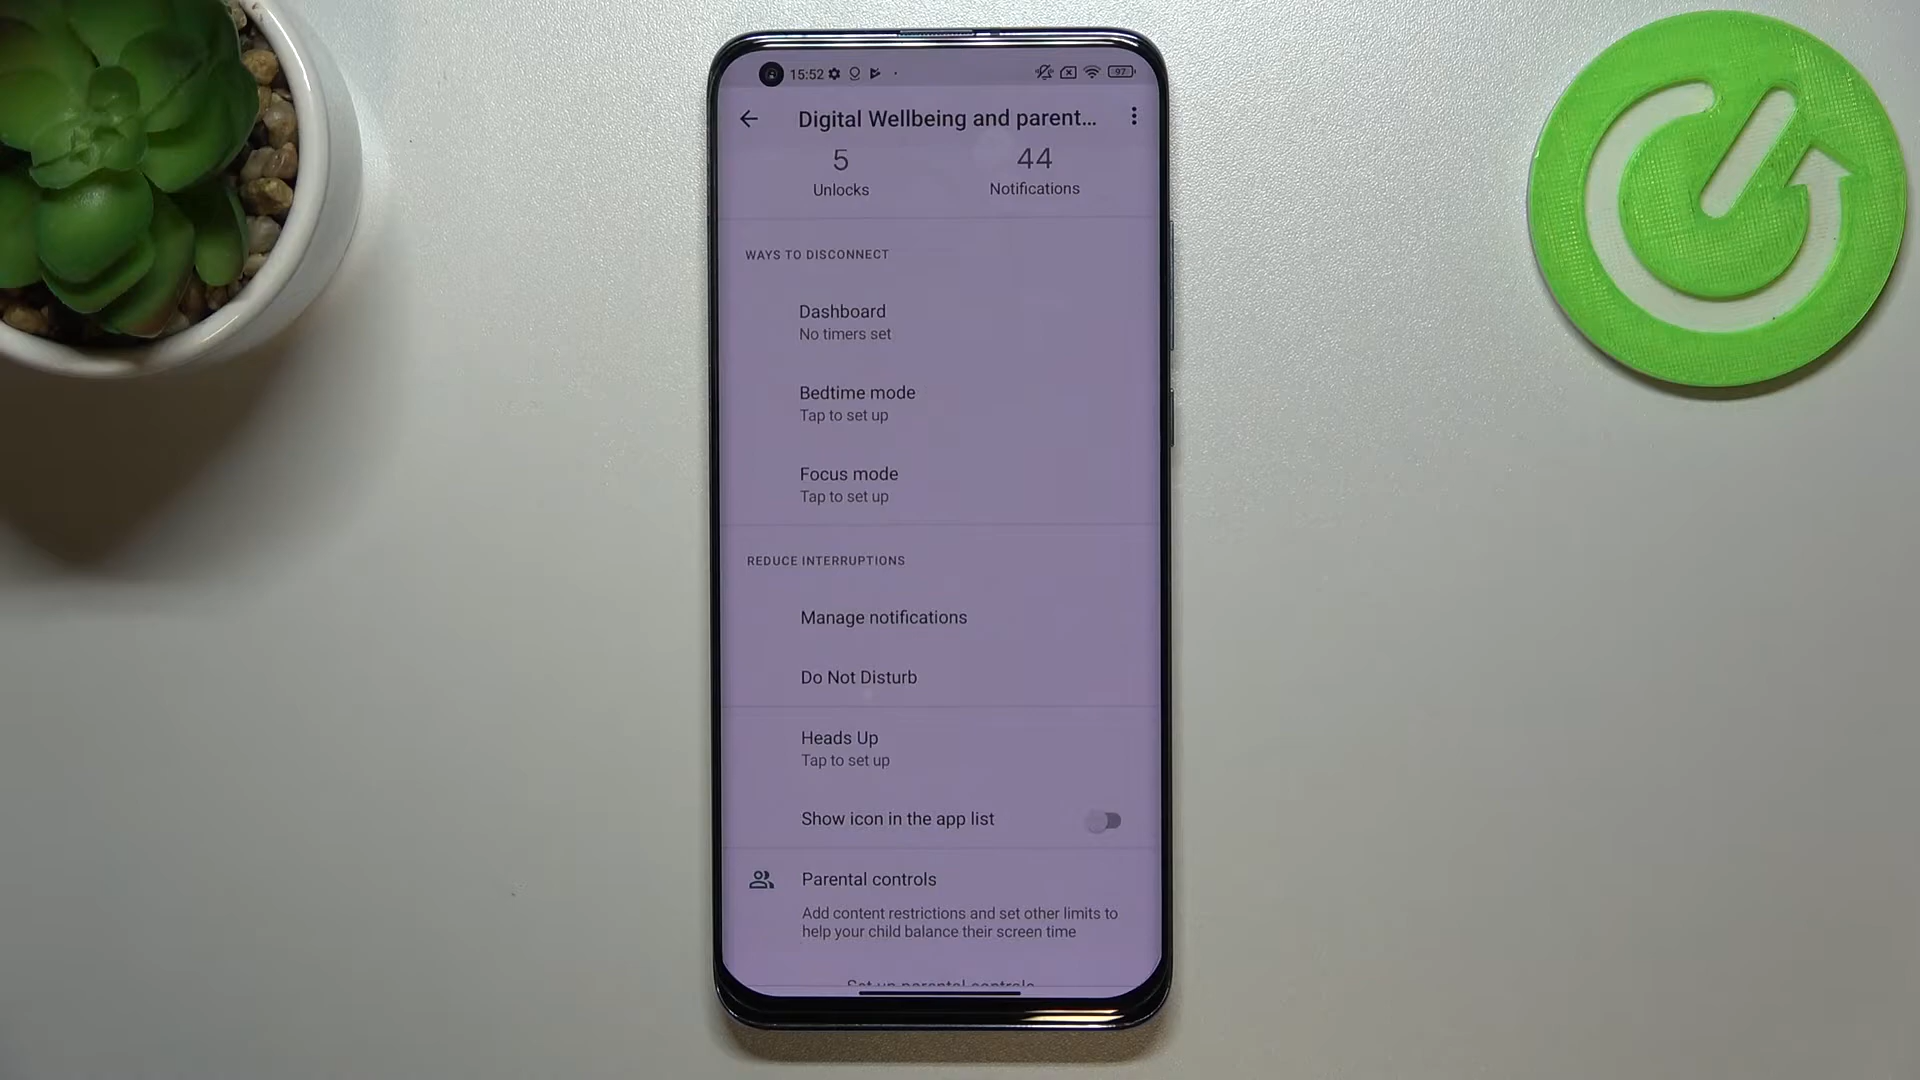 15:52 97
Digital Wellbeing and parent...
5 44
Unlocks Notifications
WAYS TO DISCONNECT
Dashboard
No timers set
Bedtime mode
Tap to set up
Focus mode
Tap to set up
REDUCE INTERRUPTIONS
Manage notifications
Do Not Disturb
Heads Up
Tap to set up
Show icon in the app list
Parental controls
Add content restrictions and set other limits to
help your child balance their screen time
Set up parental controls